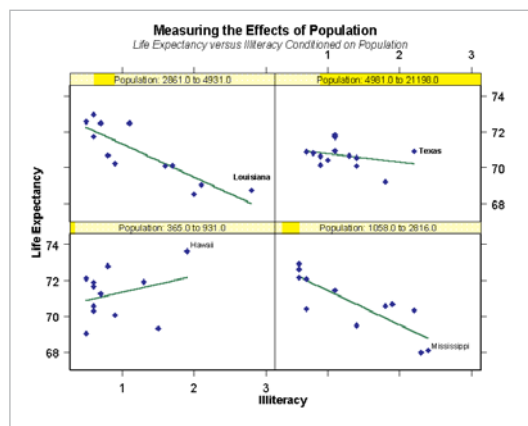 Measuring the Effects of Population
Life Expectancy versus Illiteracy Conditioned on Population
1 2 3
Population: 2861.0 to 4931.0
Population: 4981.0 to 21198.0
74
72
70
68
Texas
Louisiana
Life Expectancy
Population: 365.0 to 931.0
Population: 1058.0 to 2816.0
74
72
70
68
Hawaii
Mississippi
1 2 3
Illiteracy